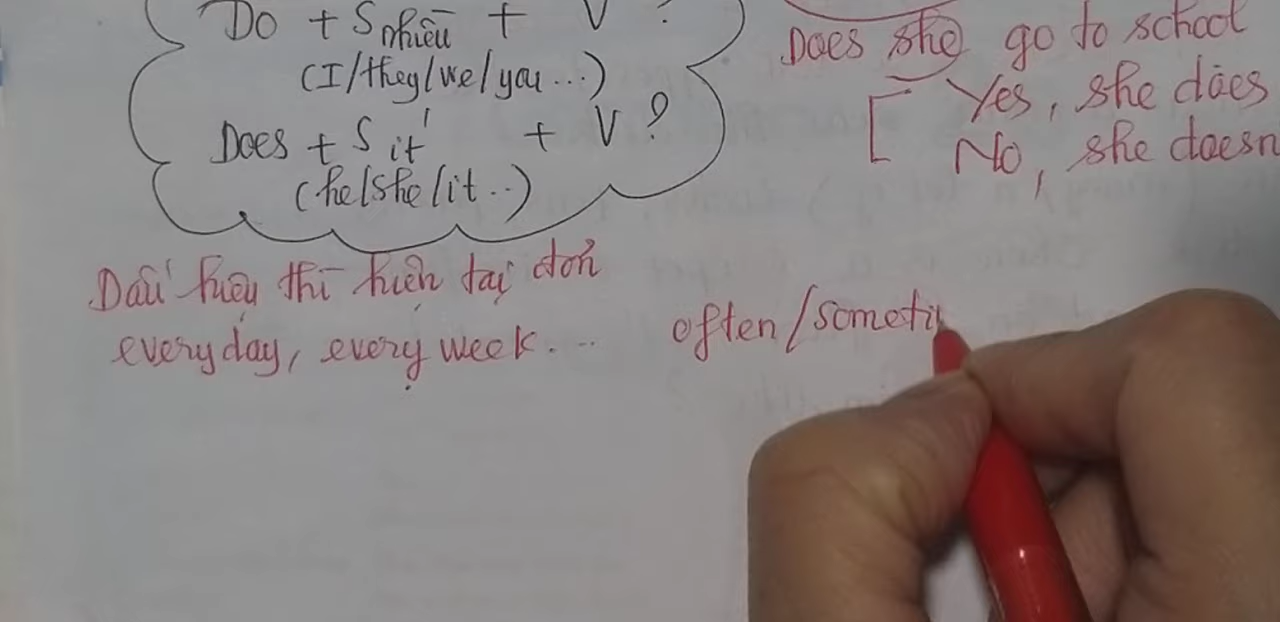 Do + S nhiều + V ?
(I/they/we/you...)
Does + S ít + V ?
(he/she/it..)
Does she go to school
Yes, she does
No, she doesn
Dấu hiệu thì hiện tại đơn
everyday, every week...
often/someti